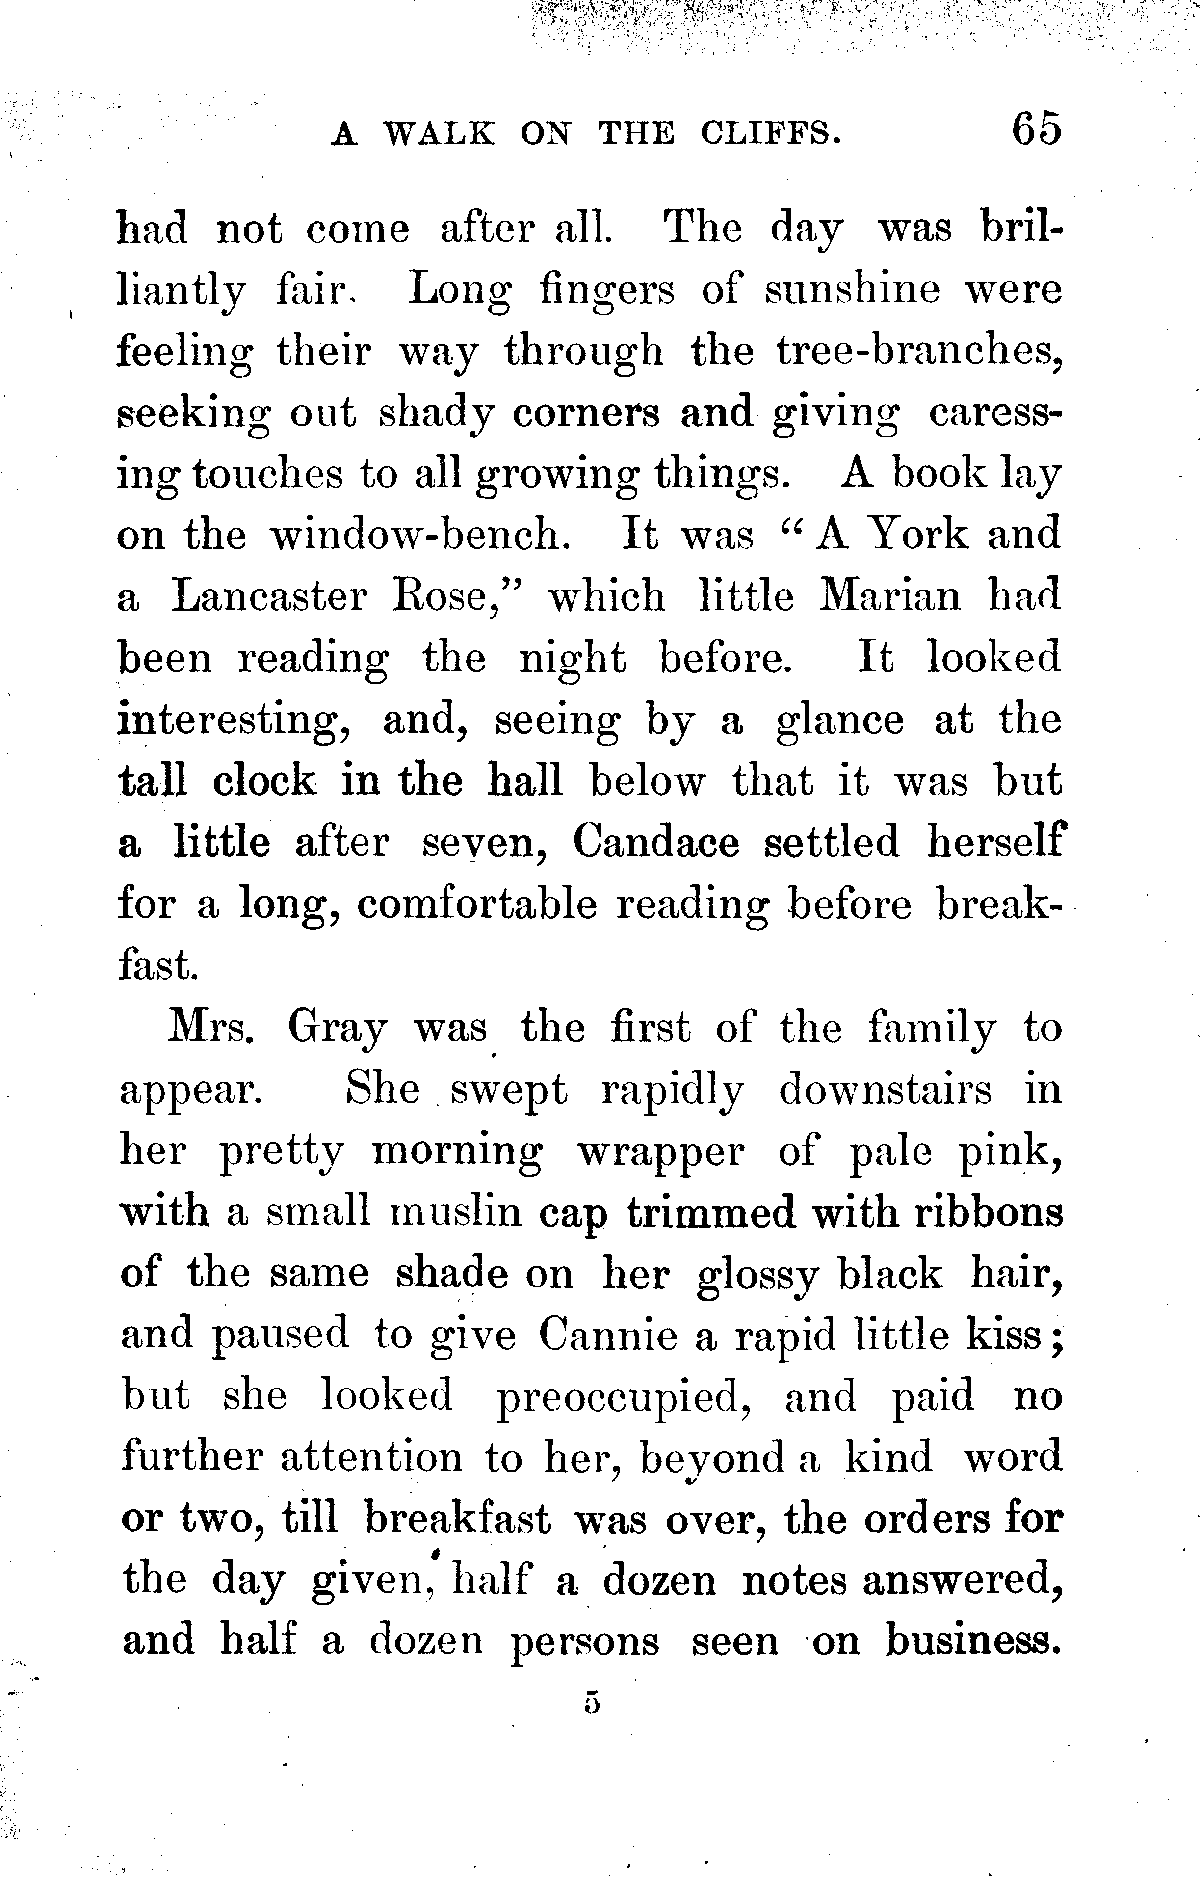 A WALK ON THE CLIFFS. 65
had not come after all. The day was bril-
liantly fair. Long fingers of sunshine were
feeling their way through the tree-branches,
seeking out shady corners and giving caress-
ing touches to all growing things. A book lay
on the window-bench. It was “ A York and
a Lancaster Rose,” which little Marian had
been reading the night before. It looked
interesting, and, seeing by a glance at the
tall clock in the hall below that it was but
a little after seven, Candace settled herself
for a long, comfortable reading before break-
fast.
Mrs. Gray was the first of the family to
appear. She swept rapidly downstairs in
her pretty morning wrapper of pale pink,
with a small muslin cap trimmed with ribbons
of the same shade on her glossy black hair,
and paused to give Cannie a rapid little kiss;
but she looked preoccupied, and paid no
further attention to her, beyond a kind word
or two, till breakfast was over, the orders for
the day given, half a dozen notes answered,
and half a dozen persons seen on business.
5